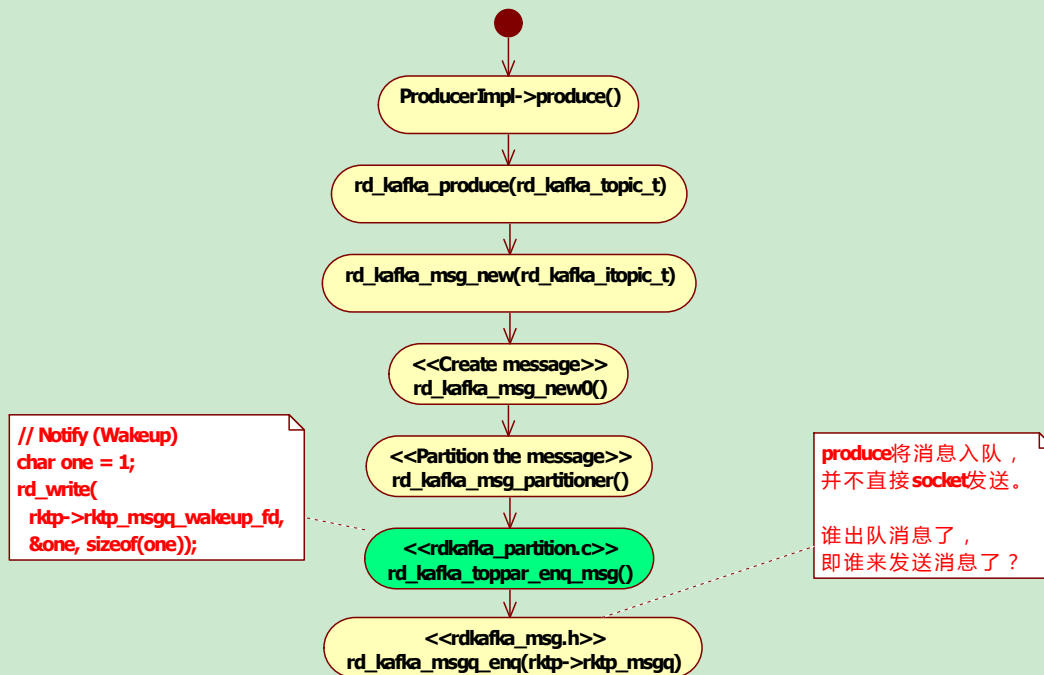 ProducerImpl->produce()
rd_kafka_produce(rd_kafka_topic_t)
rd_kafka_msg_new(rd_kafka_itopic_t)
<<Create message>>
rd_kafka_msg_new0()
<<Partition the message>>
rd_kafka_msg_partitioner()
// Notify (Wakeup)
char one = 1;
rd_write(
rktp->rktp_msgq_wakeup_fd,
&one, sizeof(one));
<<rdkafka_partition.c>>
rd_kafka_toppar_enq_msg()
produce将消息入队，
并不直接socket发送。
谁出队消息了，
即谁来发送消息了？
<<rdkafka_msg.h>>
rd_kafka_msgq_enq(rktp->rktp_msgq)